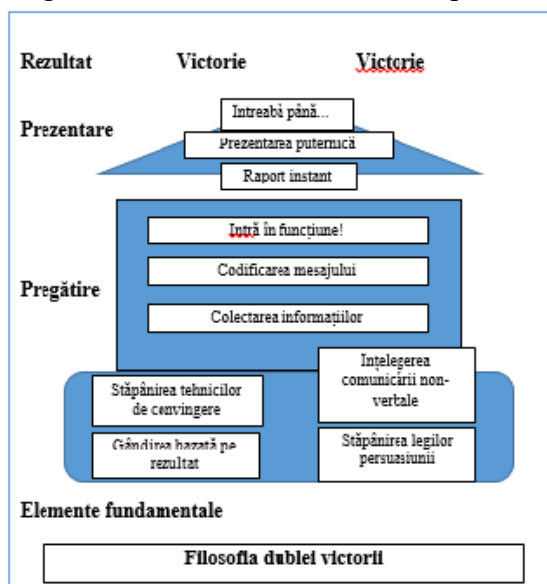 Rezultat Victorie Victorie
Intreabă până...
Prezentare
Prezentarea puternică
Raport instant
Intră în funcțiune!
Codificarea mesajului
Pregătire
Colectarea informațiilor
Stăpânirea tehnicilor
de convingere
Ințelegerea
comunicării non-
verbale
Gândirea bazată pe
rezultat
Stăpânirea legilor
persuasiunii
Elemente fundamentale
Filosofia dublei victorii